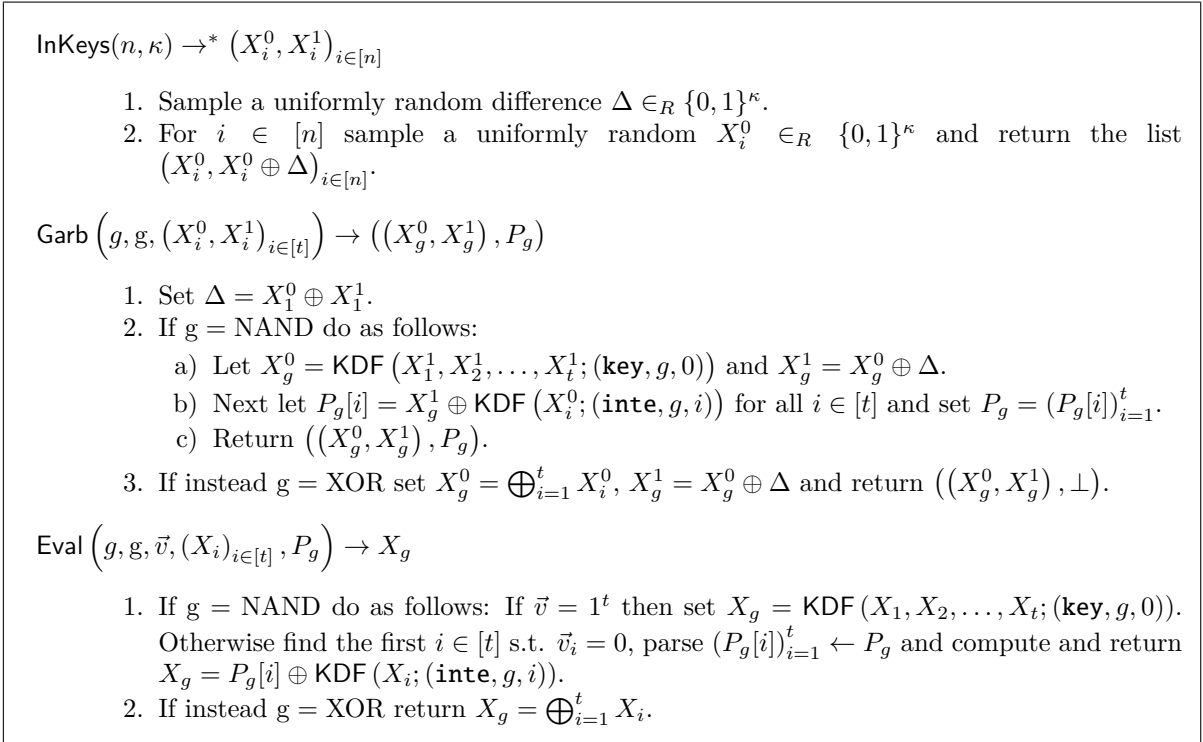 InKeys(n, κ) →* (X_i^0, X_i^1)_{i∈[n]}
1. Sample a uniformly random difference Δ ∈_R {0, 1}^κ.
2. For i ∈ [n] sample a uniformly random X_i^0 ∈_R {0, 1}^κ and return the list
(X_i^0, X_i^0 ⊕ Δ)_{i∈[n]}.
Garb (g, g, (X_i^0, X_i^1)_{i∈[t]}) → ((X_g^0, X_g^1), P_g)
1. Set Δ = X_1^0 ⊕ X_1^1.
2. If g = NAND do as follows:
a) Let X_g^0 = KDF (X_1^1, X_2^1, . . . , X_t^1; (key, g, 0)) and X_g^1 = X_g^0 ⊕ Δ.
b) Next let P_g[i] = X_g^1 ⊕ KDF (X_i^0; (inte, g, i)) for all i ∈ [t] and set P_g = (P_g[i])_{i=1}^t.
c) Return ((X_g^0, X_g^1), P_g).
3. If instead g = XOR set X_g^0 = ⊕_{i=1}^t X_i^0, X_g^1 = X_g^0 ⊕ Δ and return ((X_g^0, X_g^1), ⊥).
Eval (g, g, v⃗, (X_i)_{i∈[t]}, P_g) → X_g
1. If g = NAND do as follows: If v⃗ = 1^t then set X_g = KDF (X_1, X_2, . . . , X_t; (key, g, 0)).
Otherwise find the first i ∈ [t] s.t. v⃗_i = 0, parse (P_g[i])_{i=1}^t ← P_g and compute and return
X_g = P_g[i] ⊕ KDF (X_i; (inte, g, i)).
2. If instead g = XOR return X_g = ⊕_{i=1}^t X_i.